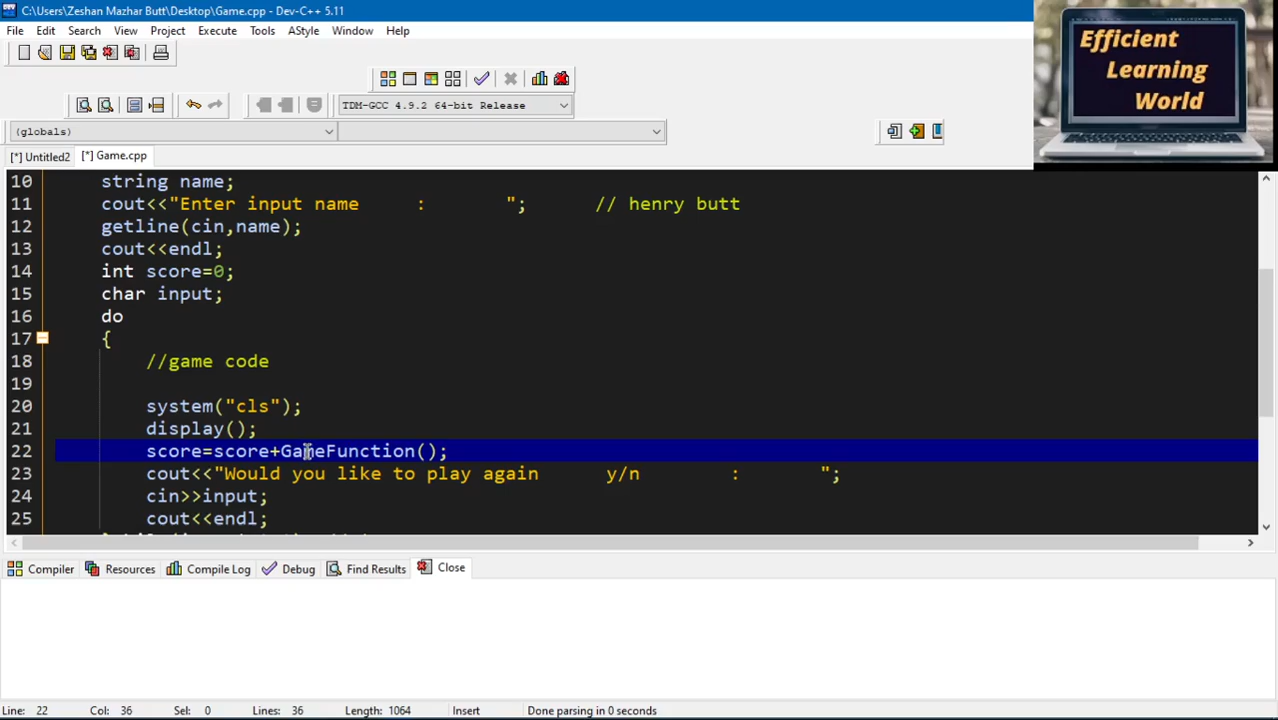 C:\Users\Zeshan Mazhar Butt\Desktop\Game.cpp - Dev-C++ 5.11
File Edit Search View Project Execute Tools AStyle Window Help
TDM-GCC 4.9.2 64-bit Release
(globals)
[*] Untitled2 [*] Game.cpp
Efficient
Learning
World
10 string name;
11 cout<<"Enter input name : "; // henry butt
12 getline(cin,name);
13 cout<<endl;
14 int score=0;
15 char input;
16 do
17 {
18 //game code
19
20 system("cls");
21 display();
22 score=score+GameFunction();
23 cout<<"Would you like to play again y/n : ";
24 cin>>input;
25 cout<<endl;
Compiler Resources Compile Log Debug Find Results Close
Line: 22 Col: 36 Sel: 0 Lines: 36 Length: 1064 Insert Done parsing in 0 seconds